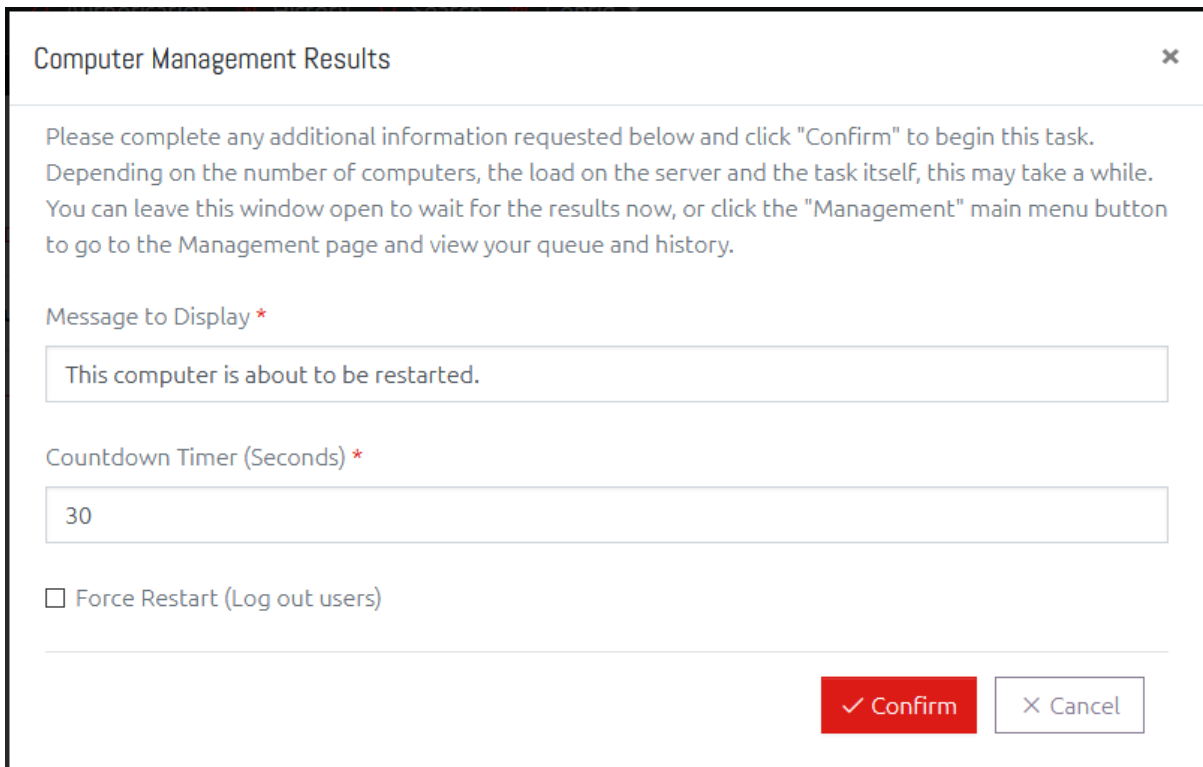 Computer Management Results
Please complete any additional information requested below and click "Confirm" to begin this task.
Depending on the number of computers, the load on the server and the task itself, this may take a while.
You can leave this window open to wait for the results now, or click the "Management" main menu button
to go to the Management page and view your queue and history.
Message to Display *
This computer is about to be restarted.
Countdown Timer (Seconds) *
30
Force Restart (Log out users)
Confirm
Cancel